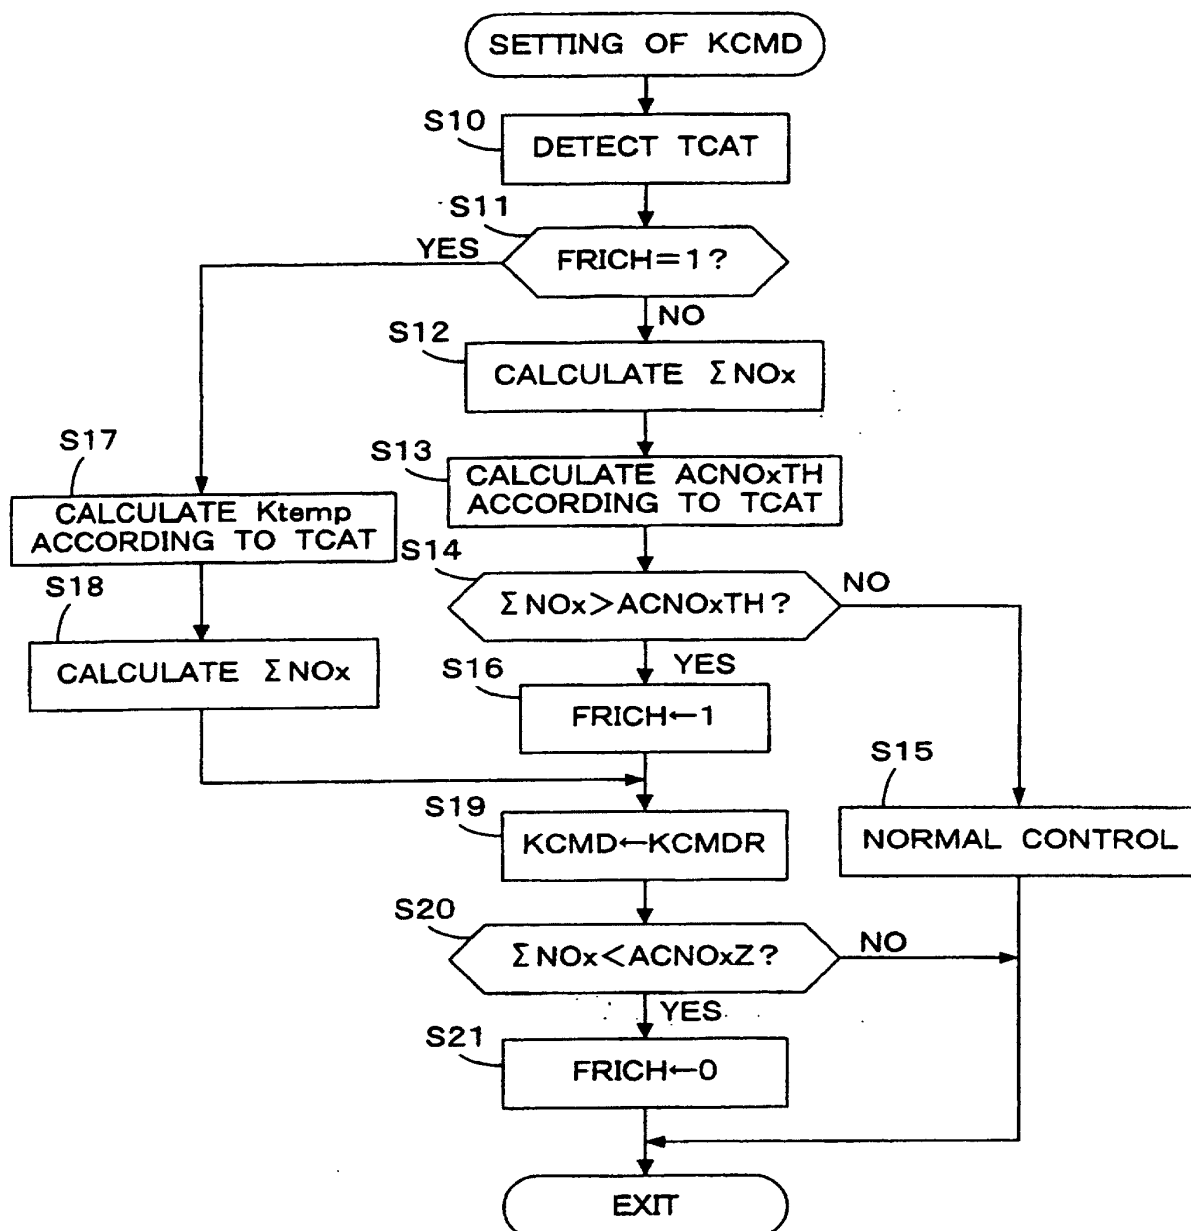 SETTING OF KCMD
S10
DETECT TCAT
S11
FRICH=1?
YES
NO
S12
CALCULATE ΣNOx
S13
CALCULATE ACNOxTH
ACCORDING TO TCAT
S17
CALCULATE Ktemp
ACCORDING TO TCAT
S14
ΣNOx>ACNOxTH?
NO
YES
S18
CALCULATE ΣNOx
S16
FRICH←1
S15
NORMAL CONTROL
S19
KCMD←KCMDR
S20
ΣNOx<ACNOxZ?
NO
YES
S21
FRICH←0
EXIT